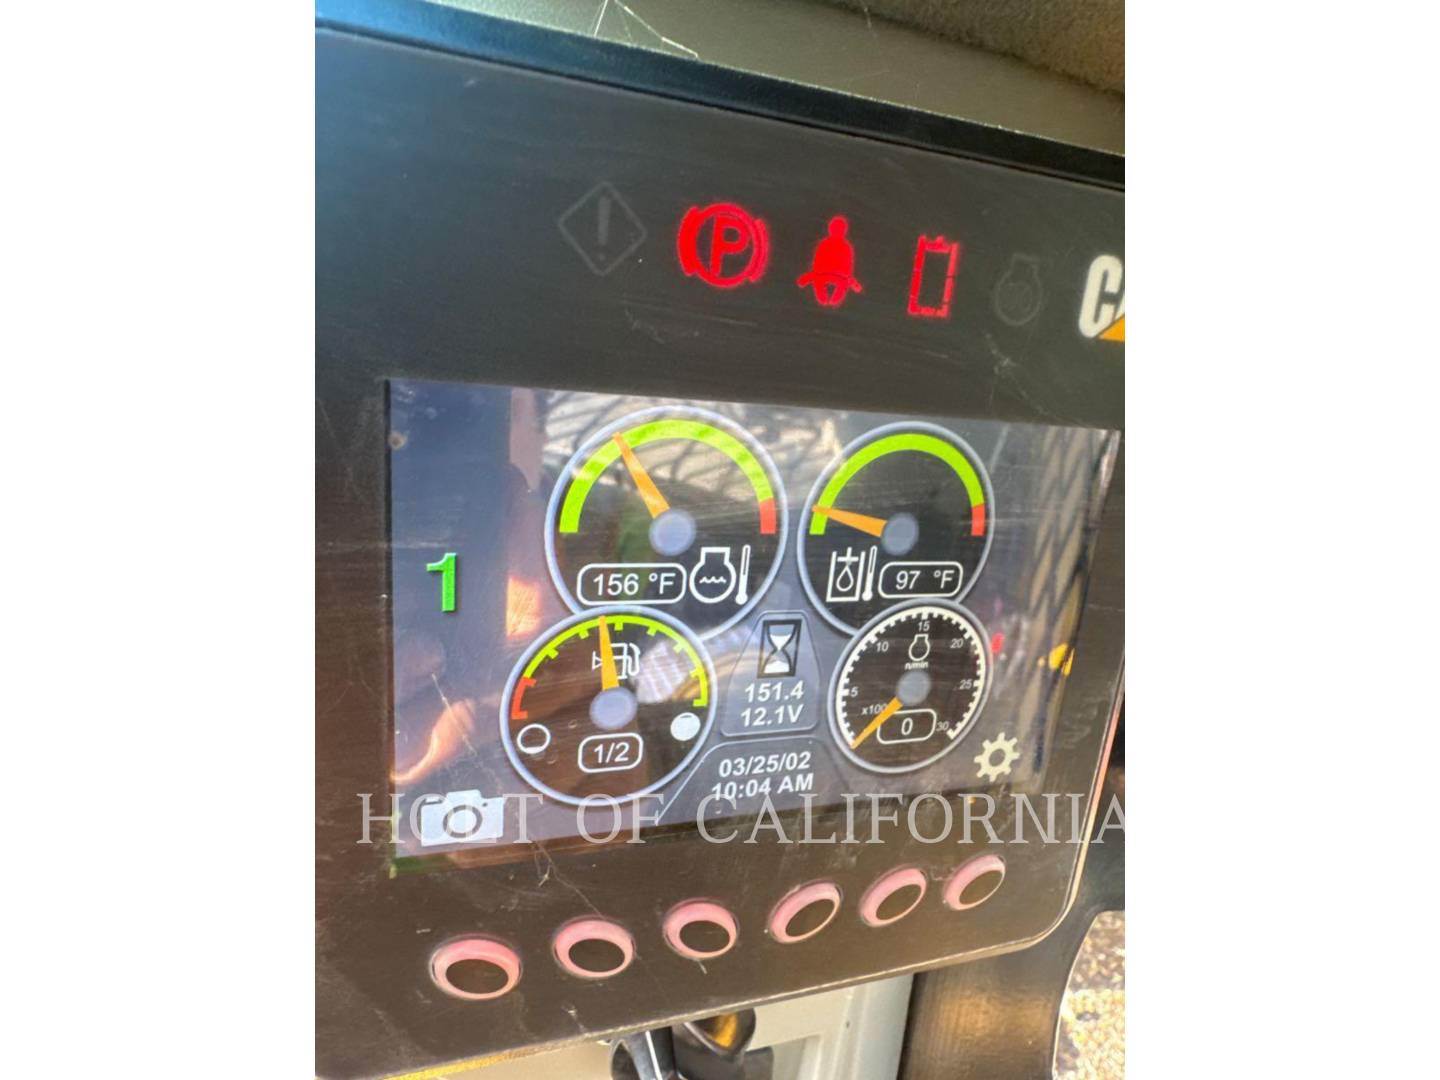 P
1
156 °F
97 °F
5
10
15
20
25
30
n/min
x100
0
151.4
12.1V
1/2
03/25/02
10:04 AM
HOLT OF CALIFORNIA